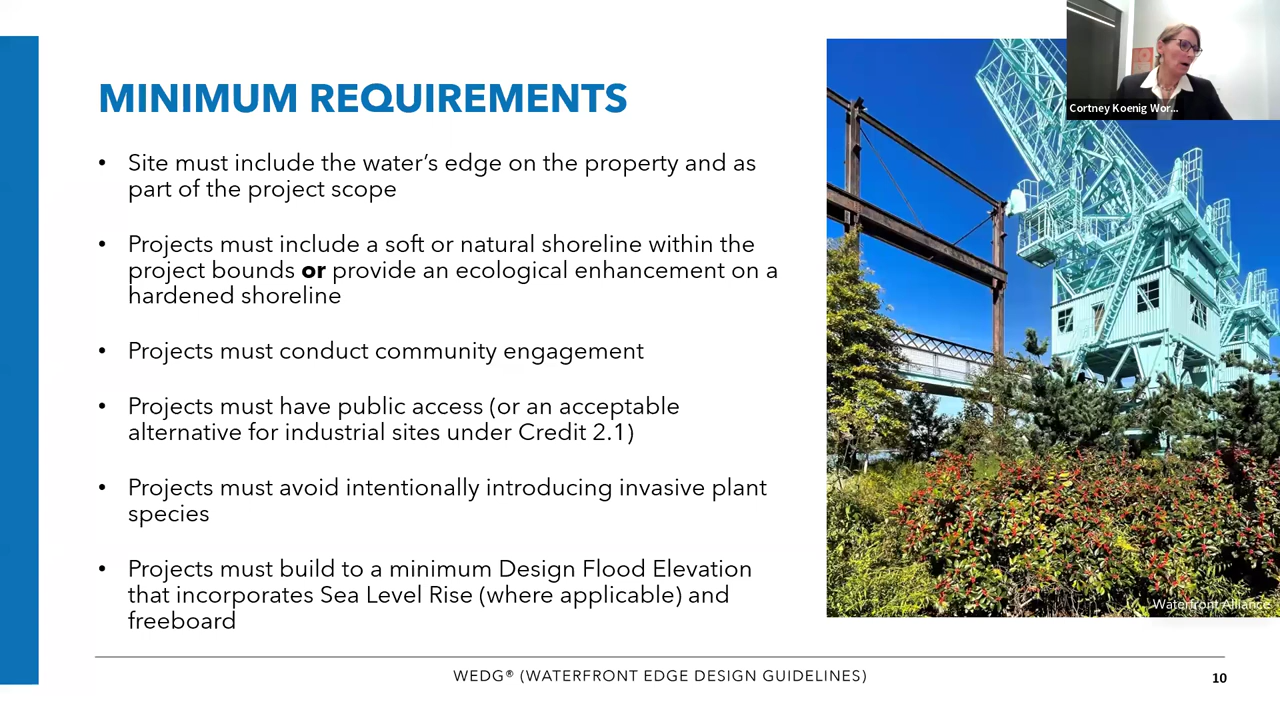 Cortney Koenig Wor...
MINIMUM REQUIREMENTS
• Site must include the water's edge on the property and as
part of the project scope
• Projects must include a soft or natural shoreline within the
project bounds or provide an ecological enhancement on a
hardened shoreline
• Projects must conduct community engagement
• Projects must have public access (or an acceptable
alternative for industrial sites under Credit 2.1)
• Projects must avoid intentionally introducing invasive plant
species
• Projects must build to a minimum Design Flood Elevation
that incorporates Sea Level Rise (where applicable) and
freeboard
Waterfront Alliance
WEDG® (WATERFRONT EDGE DESIGN GUIDELINES)
10